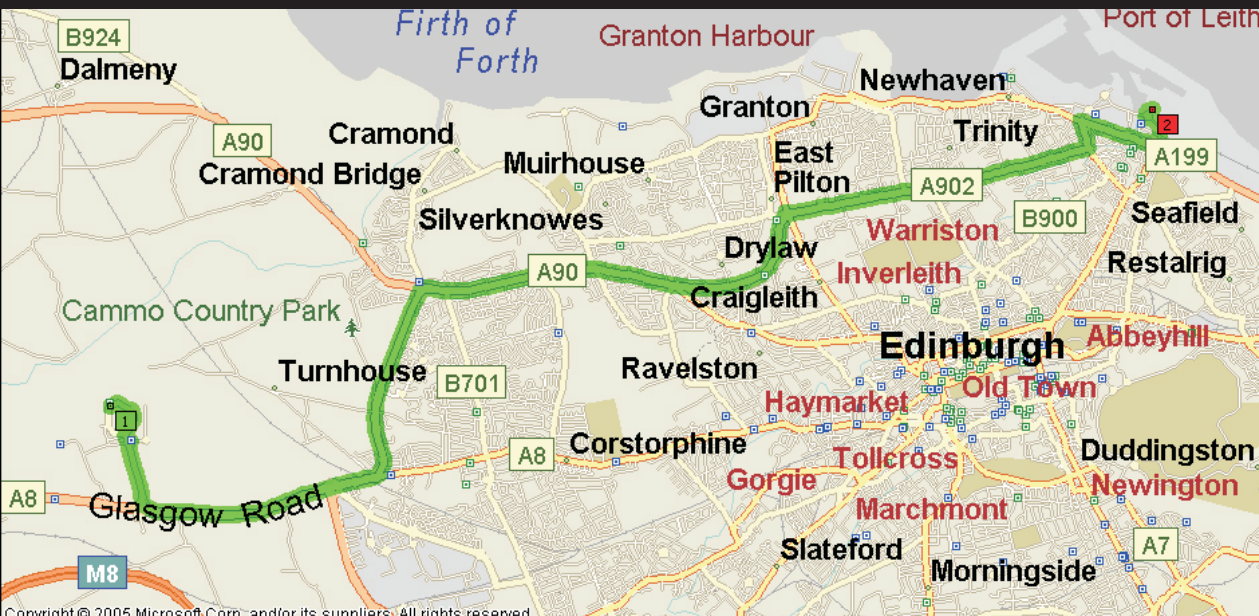 Port of Leith
B924
Firth of
Forth
Granton Harbour
Dalmeny
Newhaven
Granton
A90
Cramond
Trinity
2
Cramond Bridge
Muirhouse
East
Pilton
A199
A902
Silverknowes
B900
Seafield
Warriston
Drylaw
A90
Inverleith
Restalrig
Craigleith
Cammo Country Park
Edinburgh
Abbeyhill
Turnhouse
B701
Ravelston
Old Town
Haymarket
1
A8
Corstorphine
Tollcross
Duddingston
Gorgie
Newington
A8
Glasgow Road
Marchmont
A7
Slateford
M8
Morningside
Copyright © 2005 Microsoft Corp. and/or its suppliers. All rights reserved.